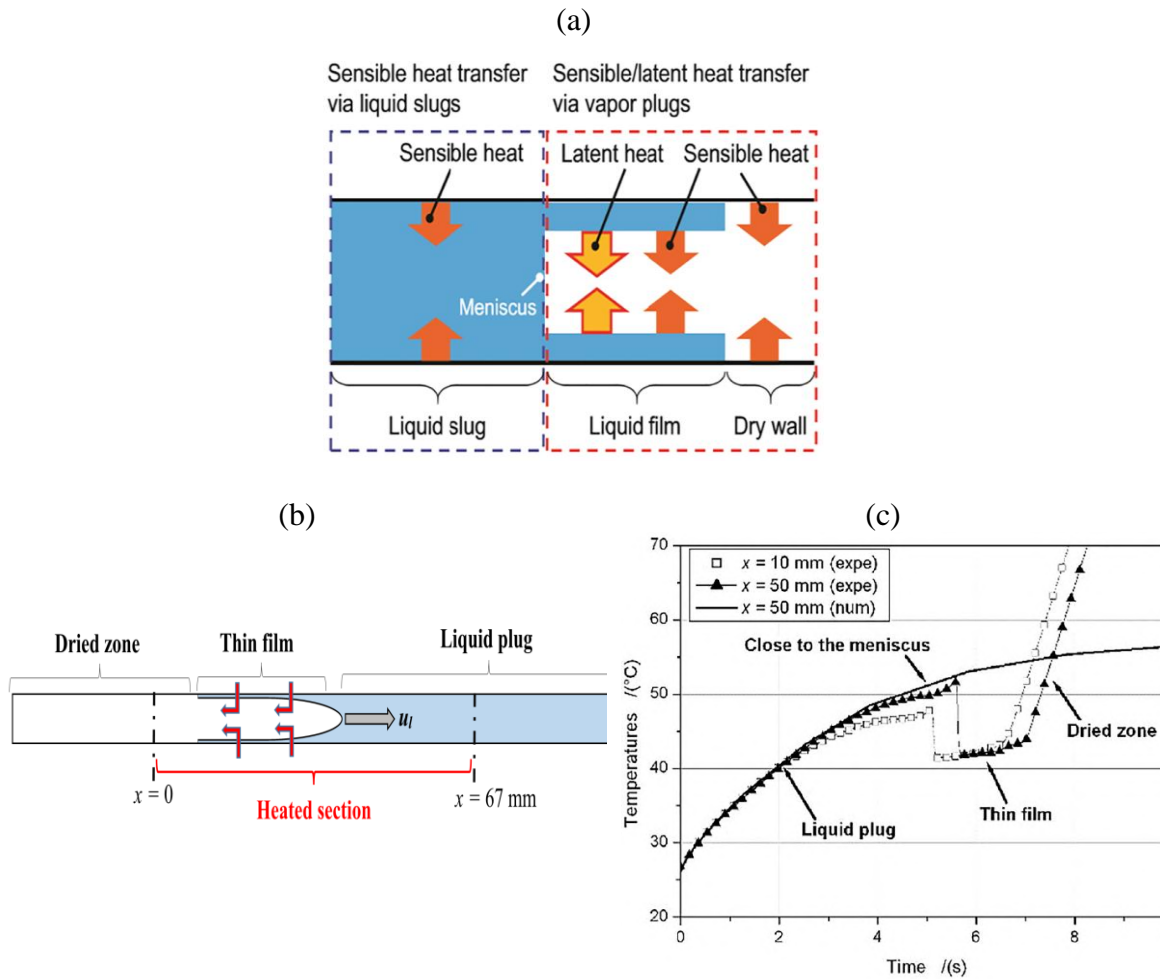 (a)
Sensible heat transfer
via liquid slugs
Sensible/latent heat transfer
via vapor plugs
Sensible heat
Latent heat
Sensible heat
Meniscus
Liquid slug
Liquid film
Dry wall
(b)
Dried zone
Thin film
Liquid plug
u_l
x = 0
x = 67 mm
Heated section
(c)
x = 10 mm (expe)
x = 50 mm (expe)
x = 50 mm (num)
Close to the meniscus
Dried zone
Thin film
Liquid plug
Temperatures /(°C)
70
60
50
40
30
20
0 2 4 6 8
Time /(s)